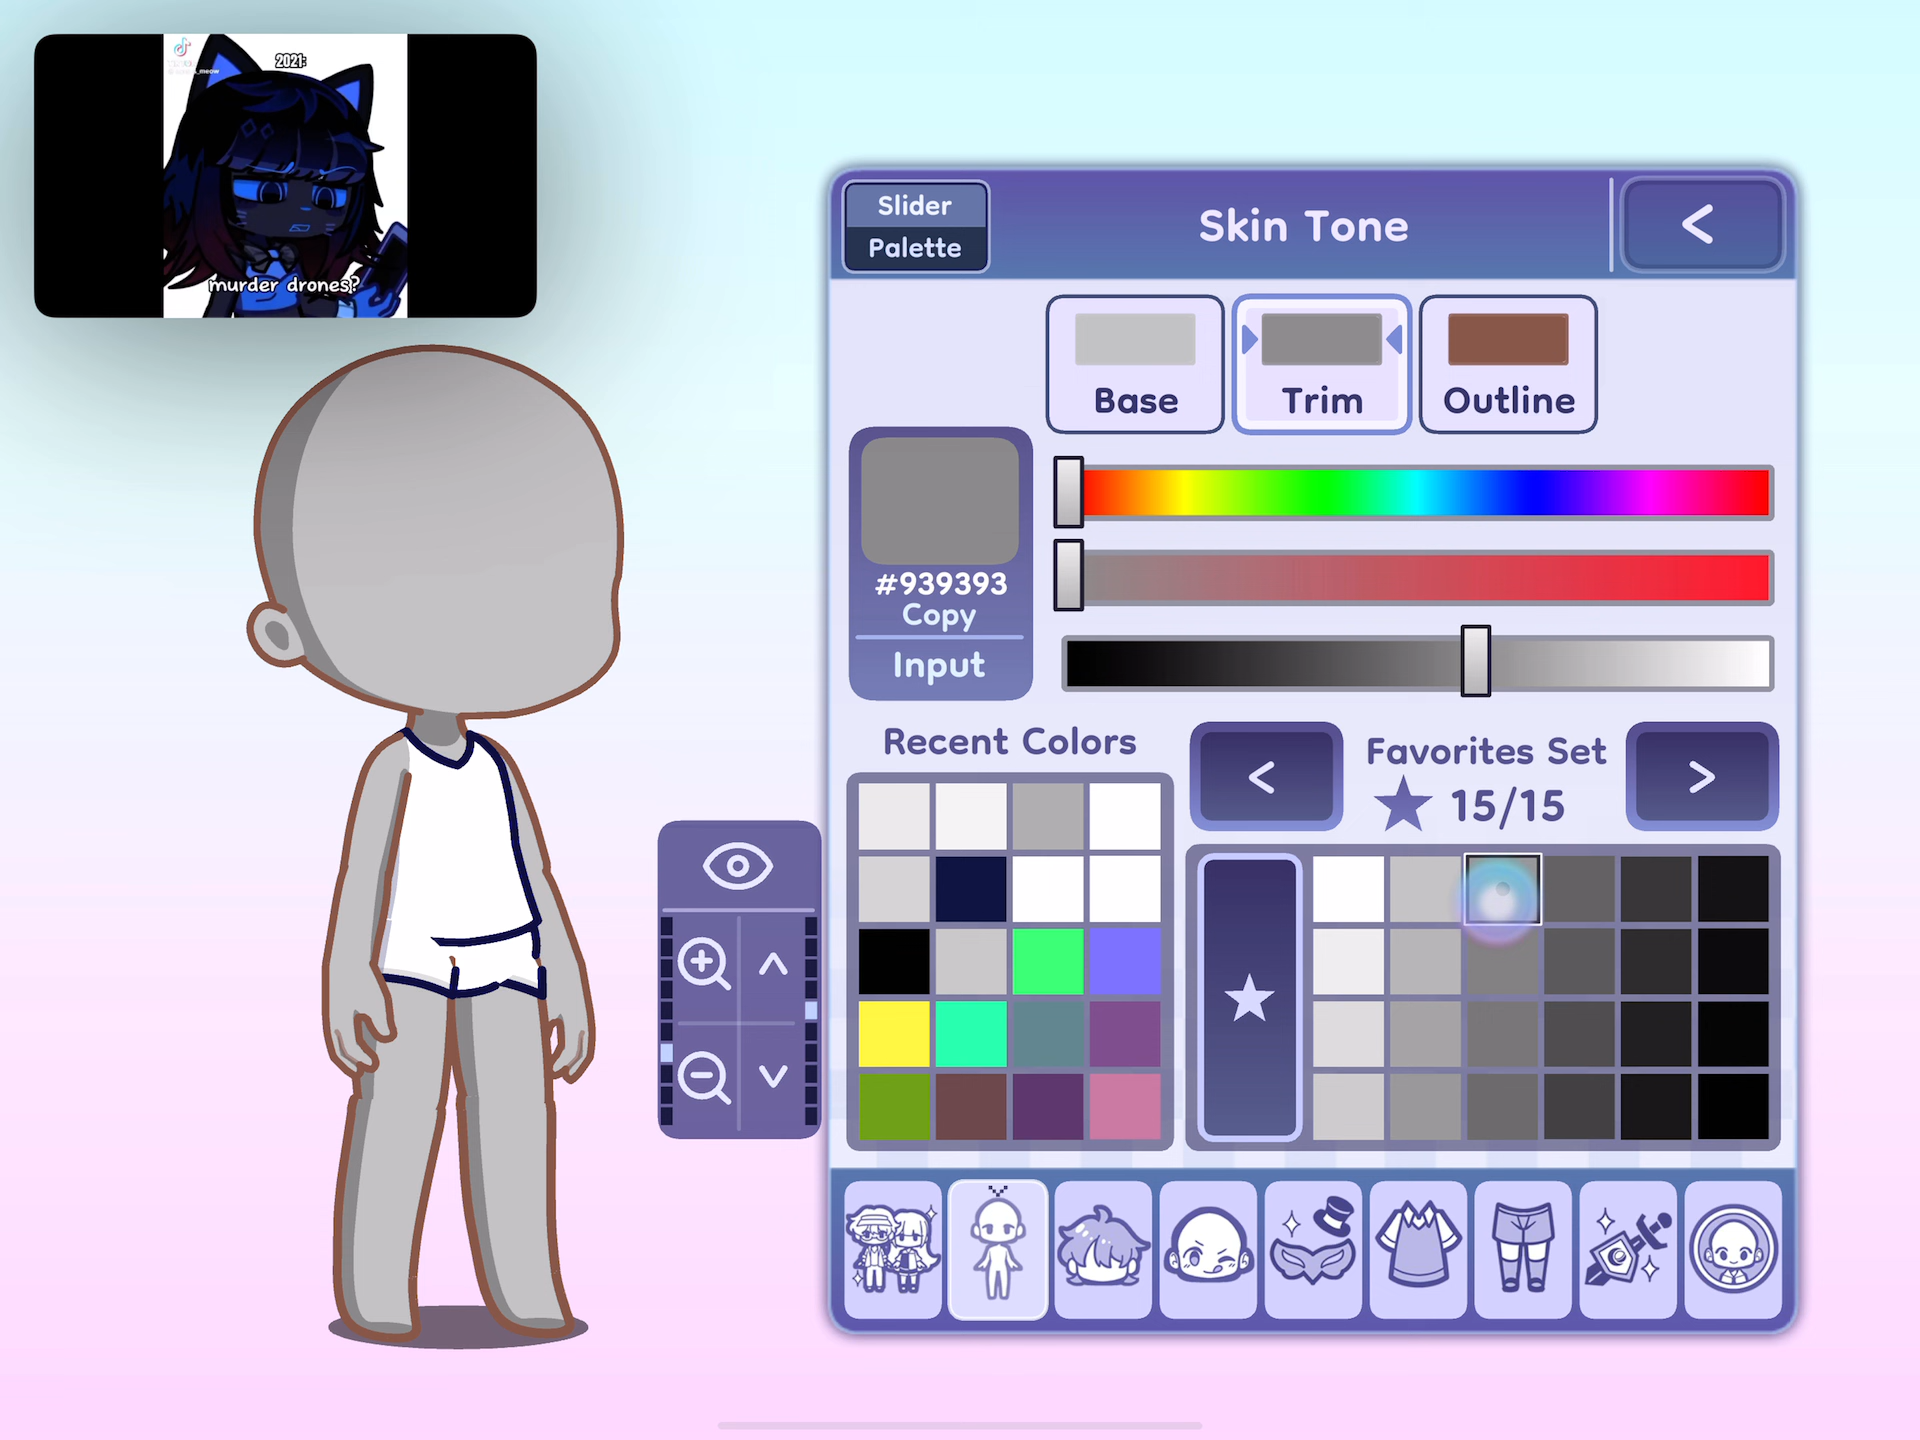 2021:
murder drones?
Slider
Palette
Skin Tone
<
Base
Trim
Outline
#939393
Copy
Input
Recent Colors
<
Favorites Set
15/15
>